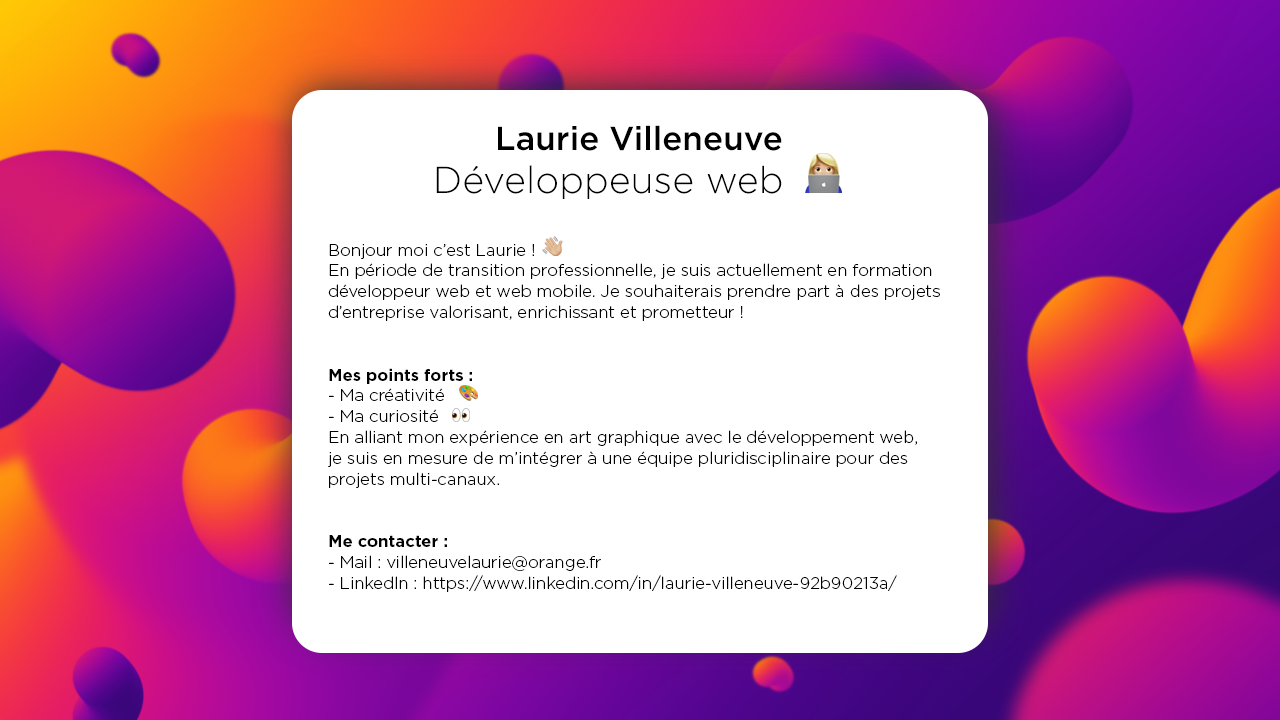 Laurie Villeneuve
Développeuse web 👩🏼‍💻
Bonjour moi c'est Laurie ! 👋🏼
En période de transition professionnelle, je suis actuellement en formation
développeur web et web mobile. Je souhaiterais prendre part à des projets
d'entreprise valorisant, enrichissant et prometteur !
Mes points forts :
- Ma créativité 🎨
- Ma curiosité 👀
En alliant mon expérience en art graphique avec le développement web,
je suis en mesure de m'intégrer à une équipe pluridisciplinaire pour des
projets multi-canaux.
Me contacter :
- Mail : villeneuvelaurie@orange.fr
- LinkedIn : https://www.linkedin.com/in/laurie-villeneuve-92b90213a/